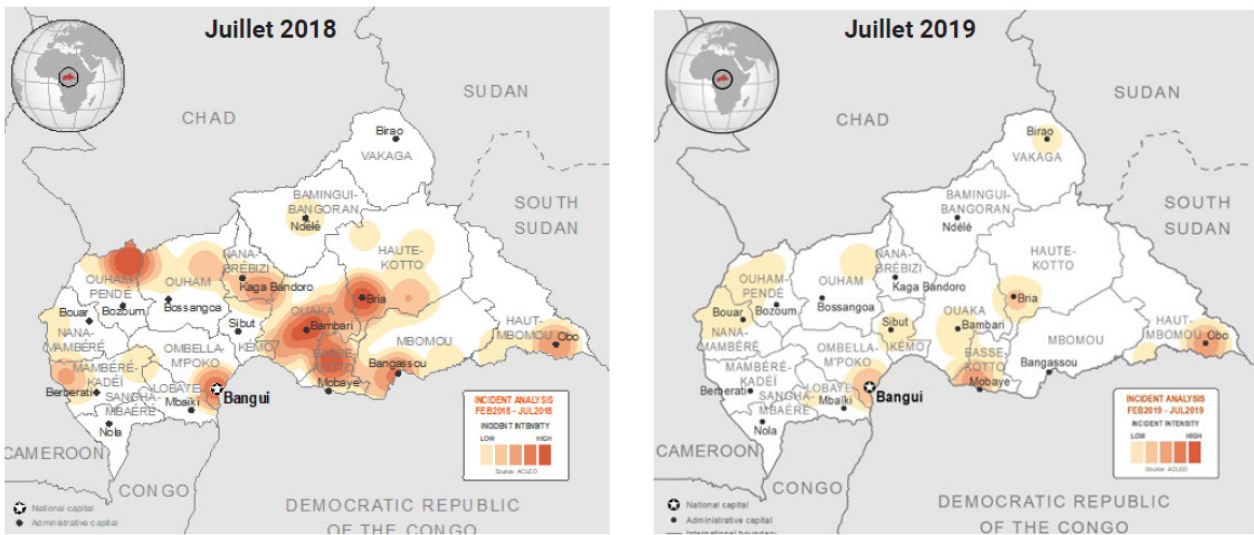 Juillet 2018
SUDAN
CHAD
Birao
VAKAGA
BAMINGUI-
BANGORAN
Ndélé
SOUTH
SUDAN
HAUTE-
KOTTO
NANA-
GRÉBIZI
OUHAM
OUHAM-
PENDÉ
Kaga Bandoro
Bria
Bozoum
Bossangoa
OUAKA
Bouar
Sibut
Bambari
NANA-
MAMBÉRÉ
KÉMO
HAUT-
MBOMOU
Obo
OMBELLA-
M'POKO
BASSE-
KOTTO
MBOMOU
MAMBÉRÉ-
KADÉÏ
Bangassou
Berberati
LOBAYE
Mobaye
SANGHA-
MBAÉRÉ
Mbaïki
Bangui
Nola
INCIDENT ANALYSIS
FEB2018 - JUL2018
INCIDENT INTENSITY
LOW HIGH
Source: ACLED
CAMEROON
CONGO
DEMOCRATIC REPUBLIC
OF THE CONGO
National capital
Administrative capital
Juillet 2019
SUDAN
CHAD
Birao
VAKAGA
BAMINGUI-
BANGORAN
Ndélé
SOUTH
SUDAN
HAUTE-
KOTTO
NANA-
GRÉBIZI
OUHAM
OUHAM-
PENDÉ
Kaga Bandoro
Bria
Bozoum
Bossangoa
OUAKA
Bouar
Sibut
Bambari
NANA-
MAMBÉRÉ
KÉMO
HAUT-
MBOMOU
Obo
OMBELLA-
M'POKO
BASSE-
KOTTO
MBOMOU
MAMBÉRÉ-
KADÉÏ
Bangassou
Berberati
LOBAYE
Mobaye
SANGHA-
MBAÉRÉ
Mbaïki
Bangui
Nola
INCIDENT ANALYSIS
FEB2019 - JUL2019
INCIDENT INTENSITY
LOW HIGH
Source: ACLED
CAMEROON
CONGO
DEMOCRATIC REPUBLIC
OF THE CONGO
National capital
Administrative capital
International boundary